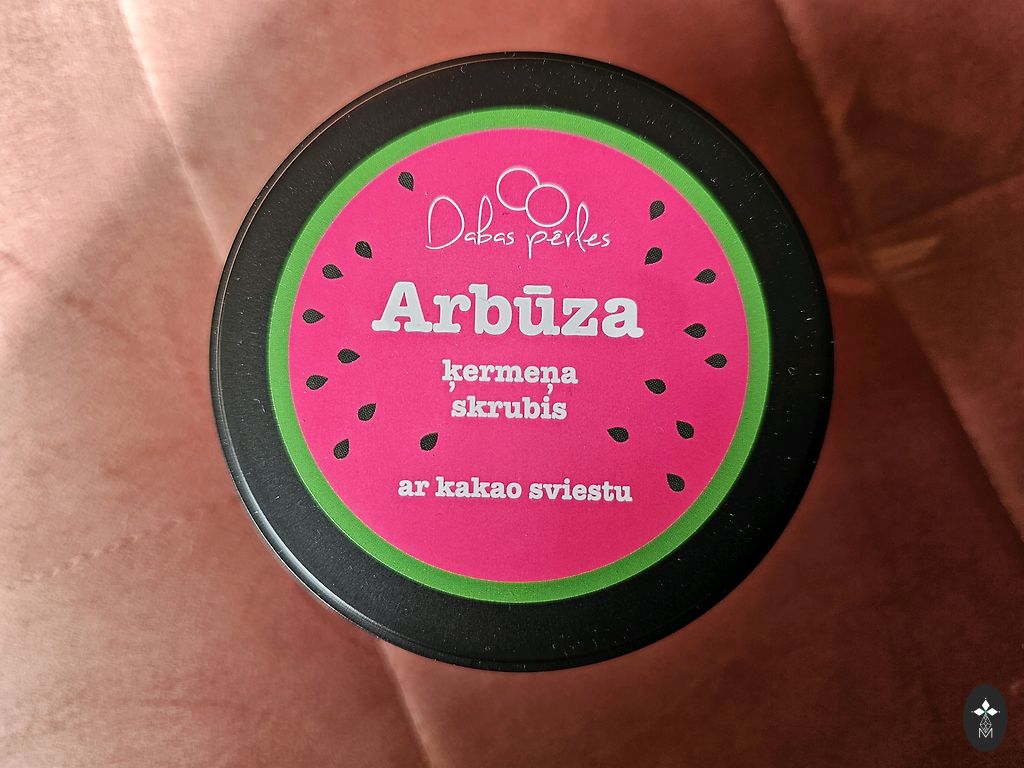 Dabas pērles
Arbūza
ķermeņa
skrubis
ar kakao sviestu
M